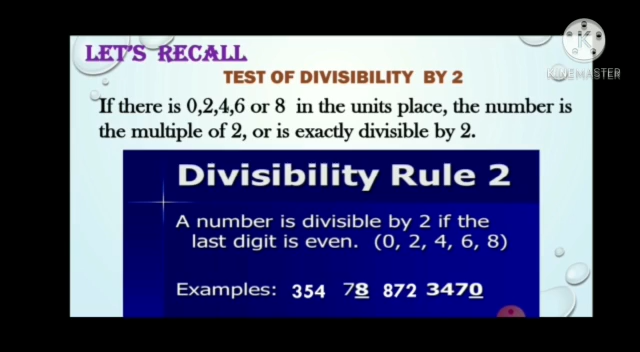 LET'S RECALL
KINEMASTER
TEST OF DIVISIBILITY BY 2
If there is 0,2,4,6 or 8 in the units place, the number is
the multiple of 2, or is exactly divisible by 2.
Divisibility Rule 2
A number is divisible by 2 if the
last digit is even. (0, 2, 4, 6, 8)
Examples: 354 78 872 3470